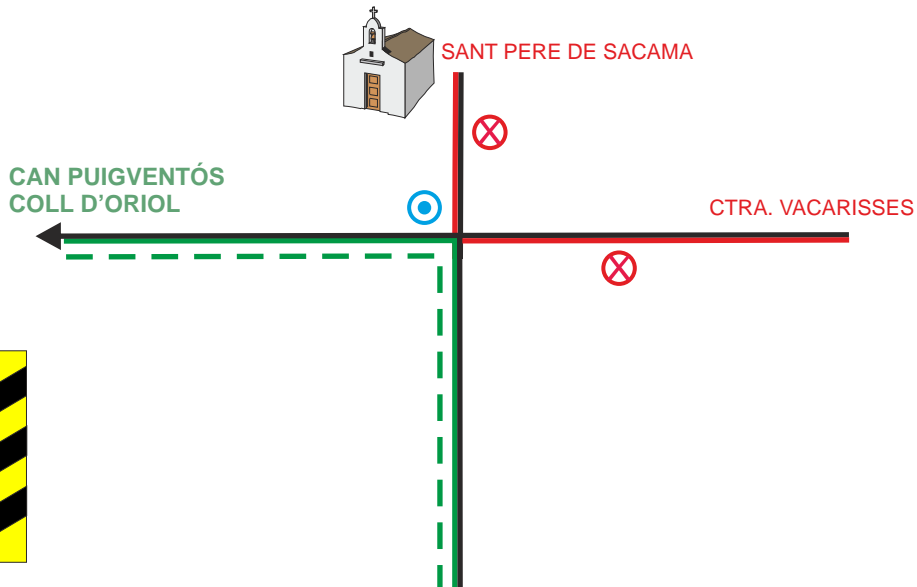 SANT PERE DE SACAMA
CAN PUIGVENTÓS
COLL D'ORIOL
CTRA. VACARISSES